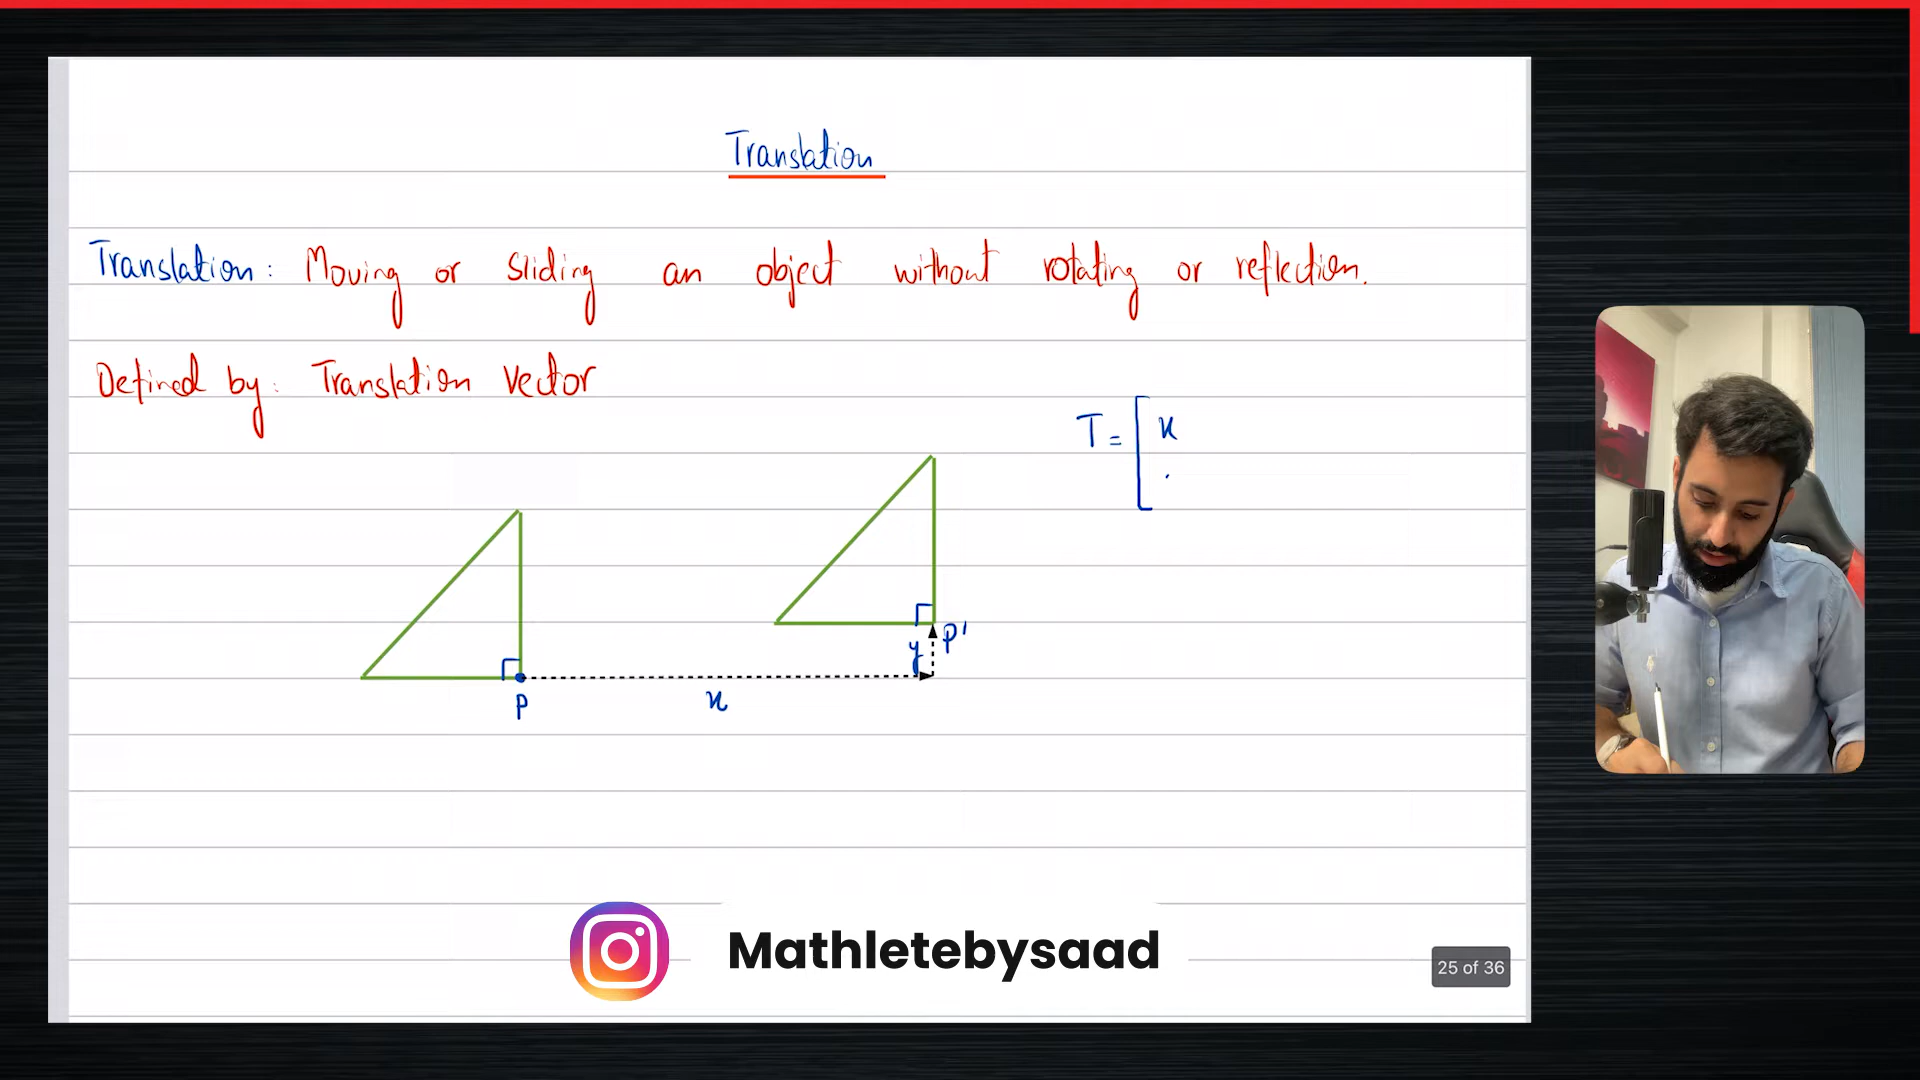 Translation
Translation: Moving or sliding an object without rotating or reflection.
Defined by: Translation Vector
T = [ x
P'
y
P
x
Mathletebysaad
25 of 36